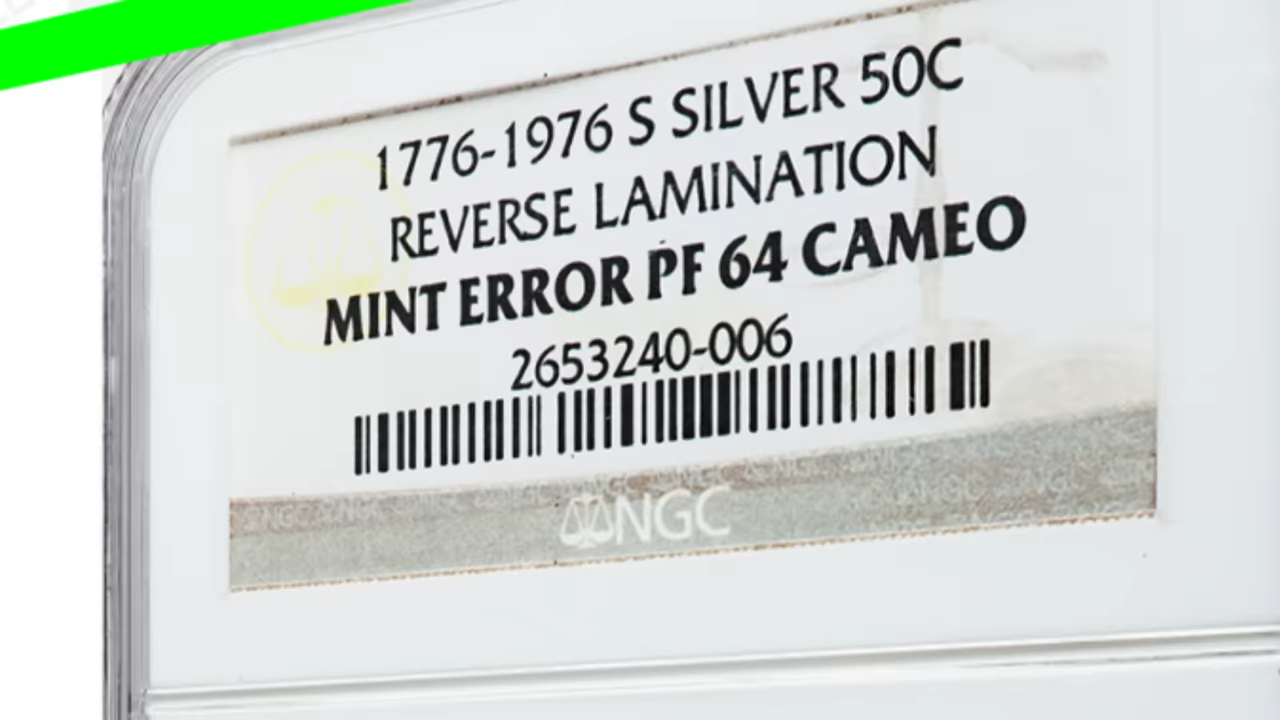 1776-1976 S SILVER 50C
REVERSE LAMINATION
MINT ERROR PF 64 CAMEO
2653240-006
NGC